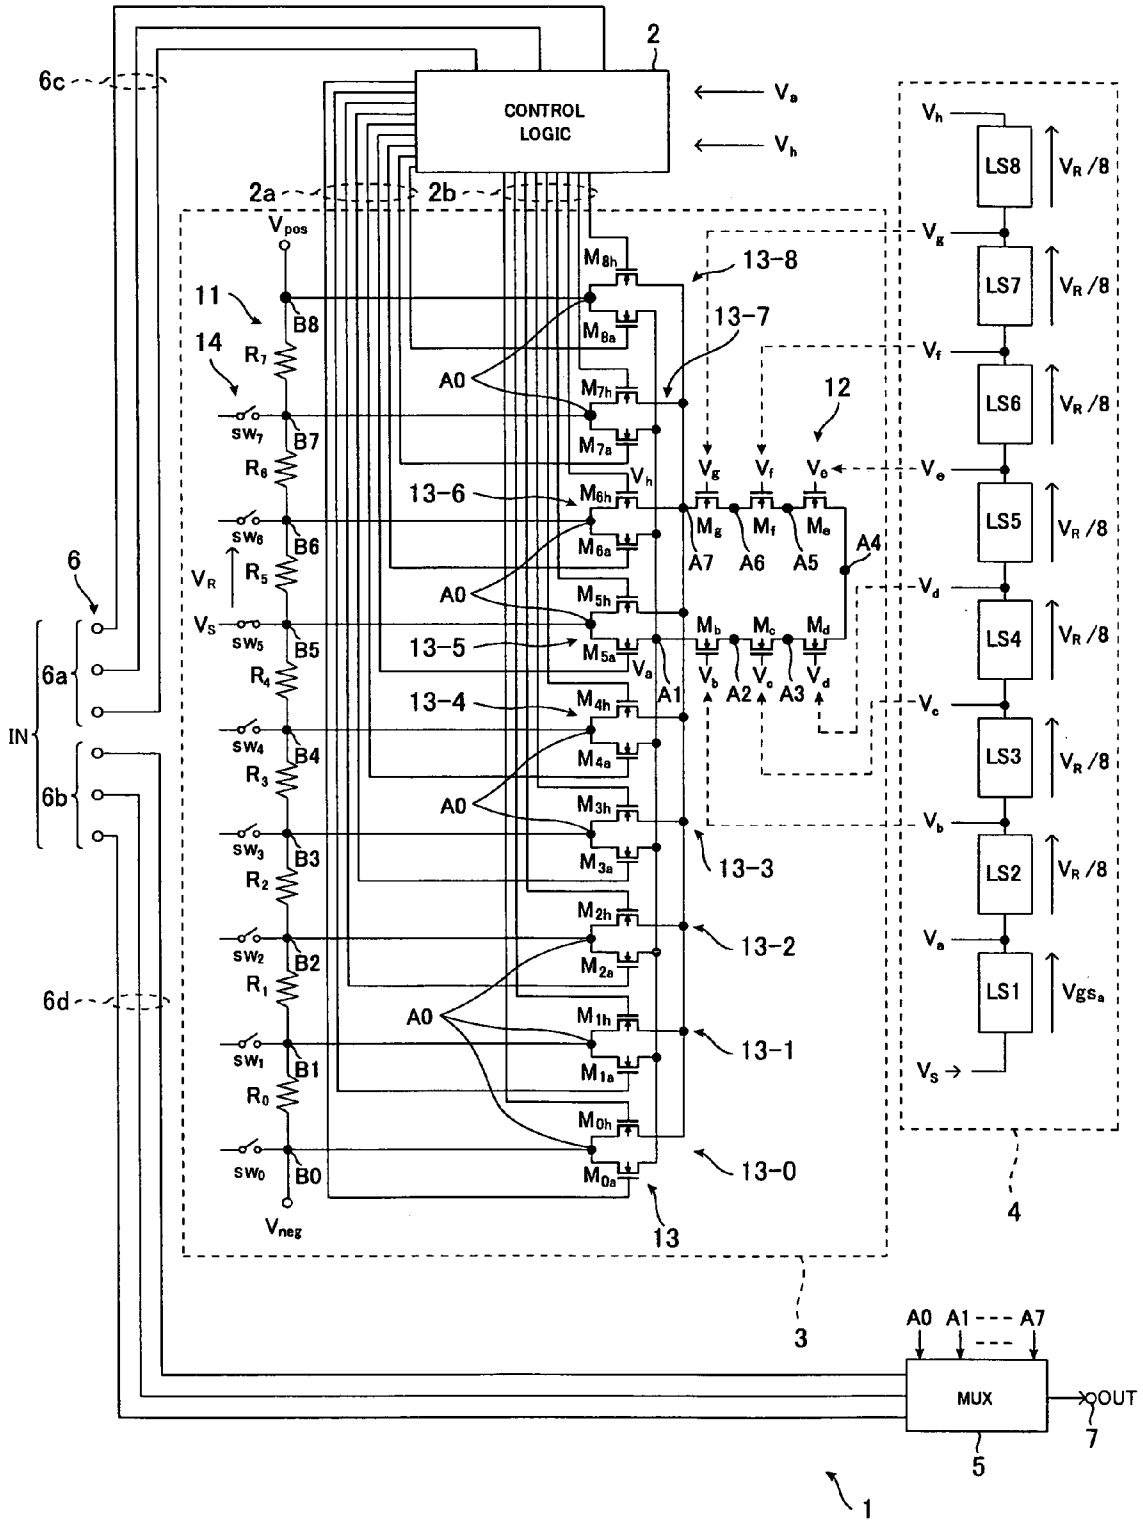 6c
2
CONTROL
LOGIC
Va
Vh
2a
2b
Vh
LS8
VR/8
Vg
LS7
VR/8
Vf
LS6
VR/8
Ve
LS5
VR/8
Vd
LS4
VR/8
Vc
LS3
VR/8
Vb
LS2
VR/8
Va
LS1
Vgsa
VS
4
Vpos
M8h
13-8
11
B8
M8a
13-7
14
R7
A0
M7h
12
SW7
B7
M7a
R6
Vh
Vg
Vf
Ve
13-6
M6h
SW6
B6
M6a
Mg
Mf
Me
A7
A6
A5
A4
VR
R5
A0
M5h
6
VS
SW5
B5
13-5
M5a
Va
Mb
Mc
Md
A1
Vb
A2
Vc
A3
Vd
6a
R4
13-4
M4h
IN
SW4
B4
M4a
R3
6b
A0
M3h
SW3
B3
M3a
13-3
R2
M2h
SW2
B2
M2a
13-2
6d
R1
A0
M1h
SW1
B1
M1a
13-1
R0
M0h
SW0
B0
M0a
13-0
Vneg
13
3
A0
A1
A7
MUX
OUT
5
7
1